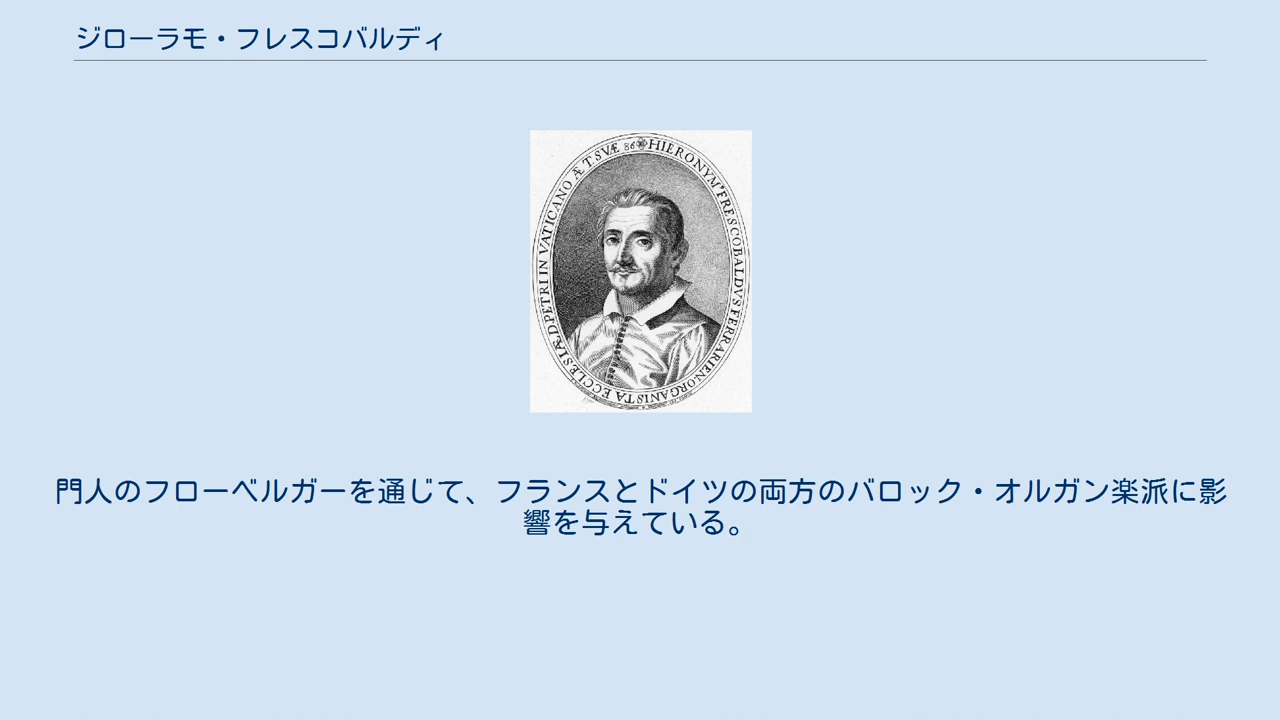 ジローラモ・フレスコバルディ
HIERONYM FRESCOBALDVS FERRARIEN. ORGANISTA ECCLESIÆ D. PETRI IN VATICANO Æ T SVÆ
門人のフローベルガーを通じて、フランスとドイツの両方のバロック・オルガン楽派に影
響を与えている。